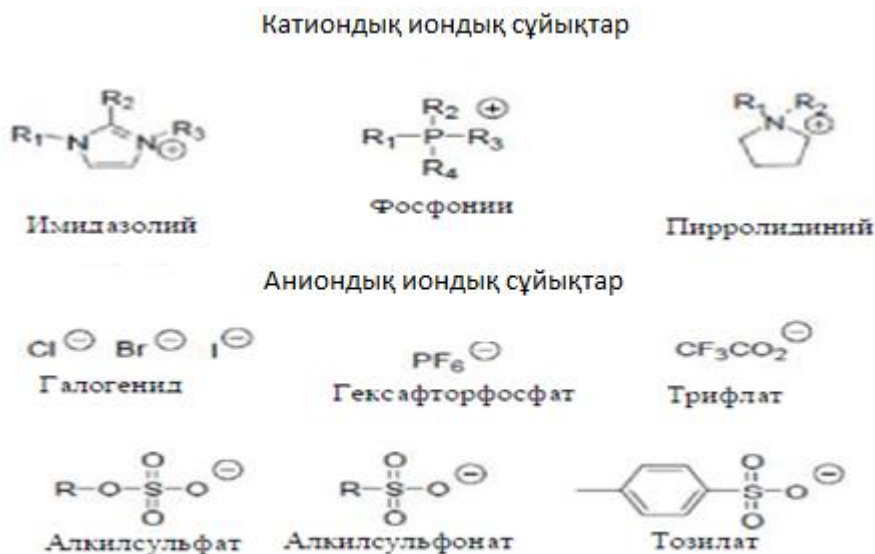 Катиондық иондық сұйықтар
R₂
R₁ N N R₃ ⊕
R₂ ⊕
R₁–P–R₃
R₄
R₁ R₂
N ⊕
Имидазолий
Фосфонии
Пирролидиний
Аниондық иондық сұйықтар
Cl⊖ Br⊖ I⊖
PF₆⊖
CF₃CO₂⊖
Галогенид
Гексафторфосфат
Трифлат
O
R–O–S–O⊖
O
O
R–S–O⊖
O
O
S–O⊖
O
Алкилсульфат
Алкилсульфонат
Тозилат